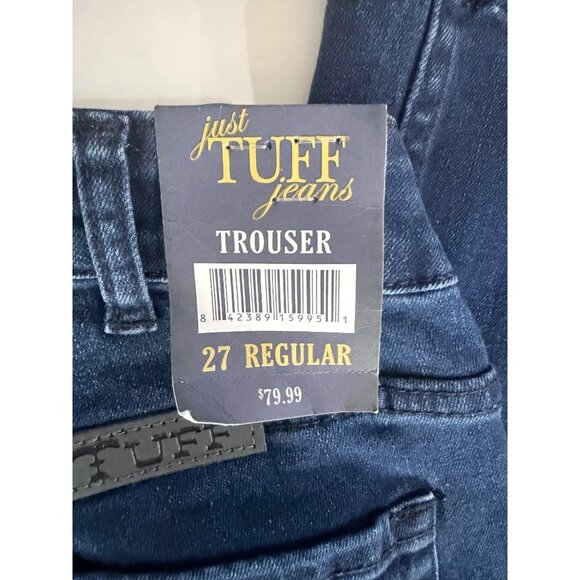 just
TUFF
jeans
TROUSER
8 42389 15995 1
27 REGULAR
$79.99
TUFF